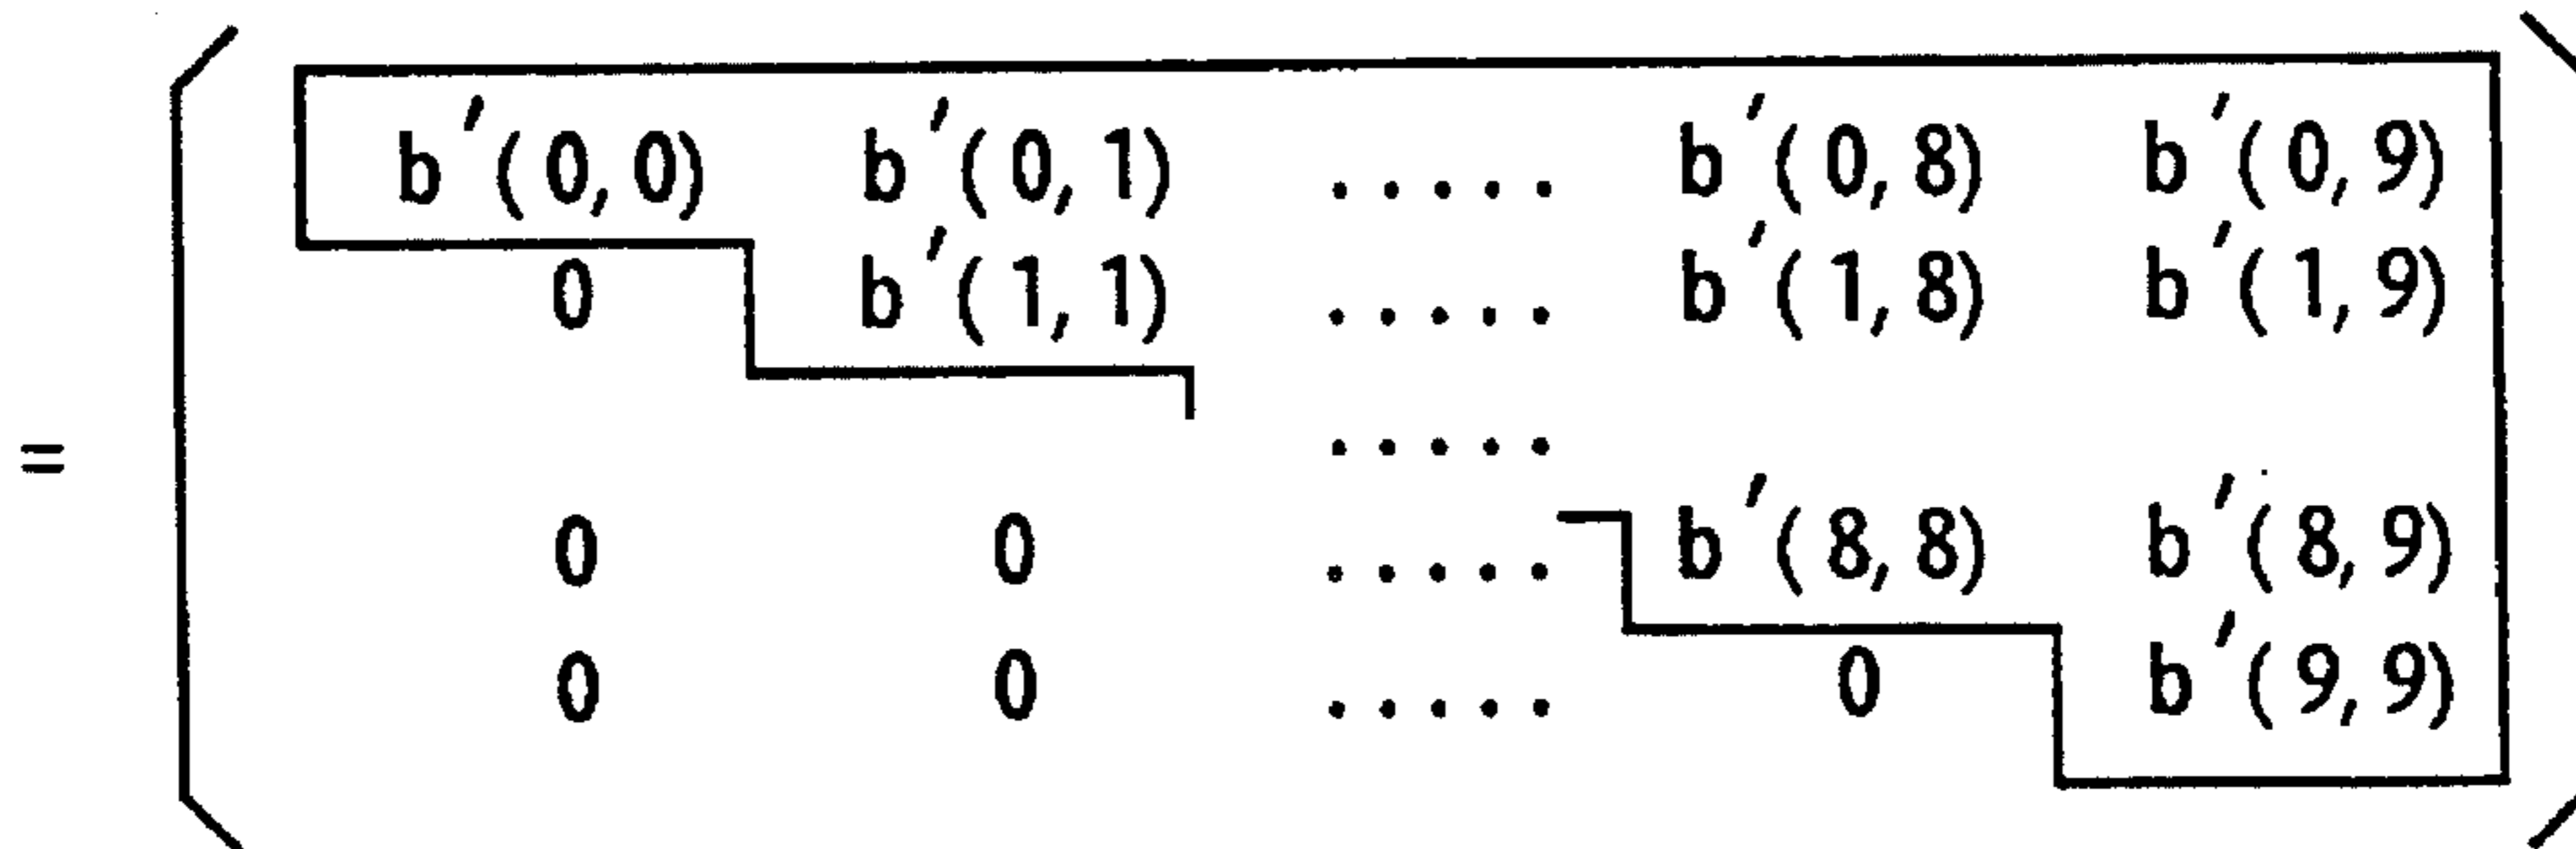 b′(0,0) b′(0,1) ..... b′(0,8) b′(0,9)
0 b′(1,1) ..... b′(1,8) b′(1,9)
= .....
0 0 ..... b′(8,8) b′(8,9)
0 0 ..... 0 b′(9,9)